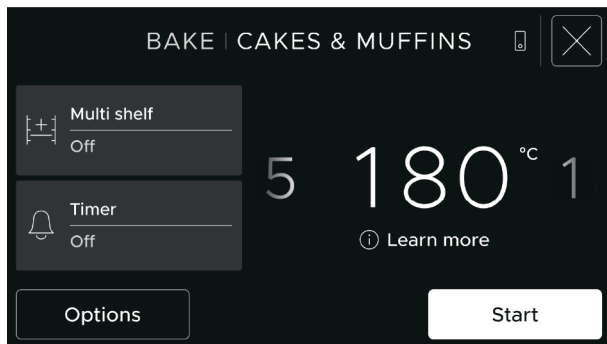 BAKE | CAKES & MUFFINS
Multi shelf
Off
5 180 °C 1
Timer
Off
Learn more
Options
Start